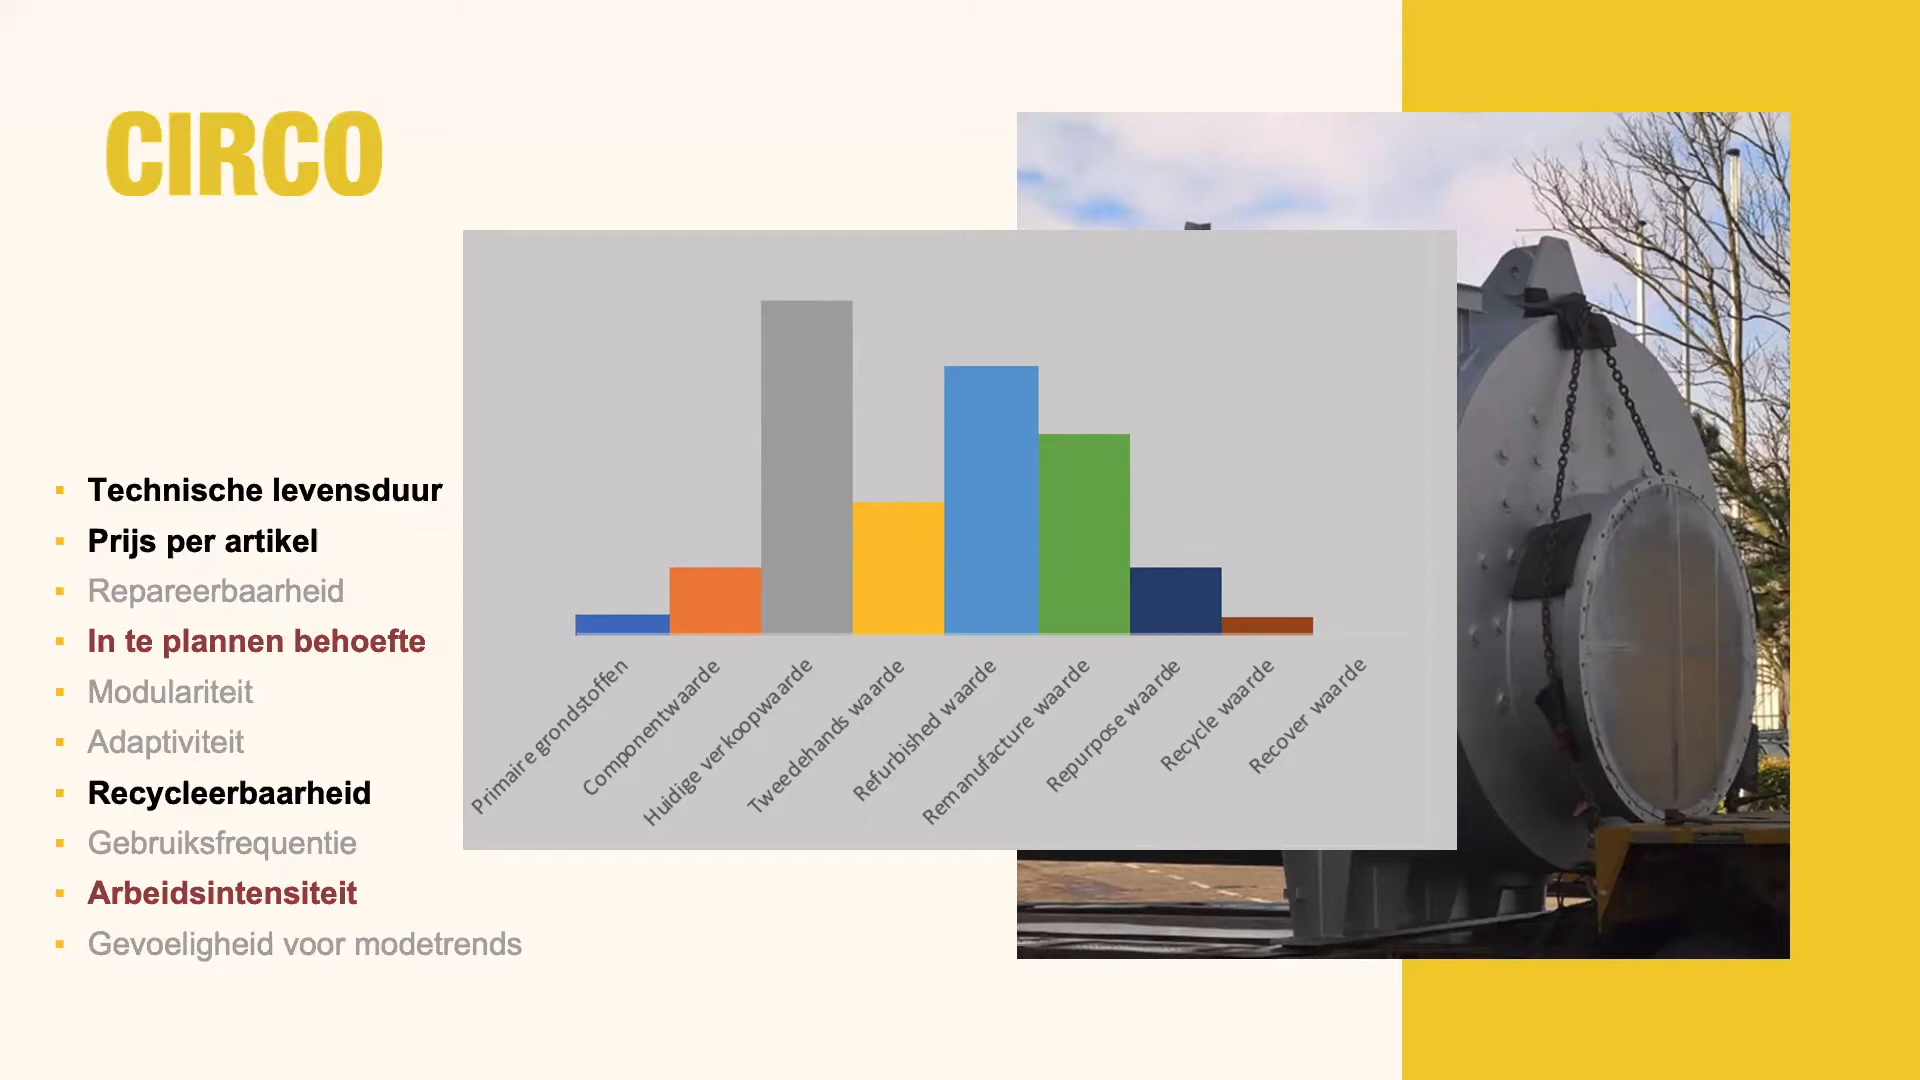 CIRCO
Technische levensduur
Prijs per artikel
Repareerbaarheid
In te plannen behoefte
Modulariteit
Adaptiviteit
Recycleerbaarheid
Gebruiksfrequentie
Arbeidsintensiteit
Gevoeligheid voor modetrends
Primaire grondstoffen
Componentwaarde
Huidige verkoopwaarde
Tweedehands waarde
Refurbished waarde
Remanufacture waarde
Repurpose waarde
Recycle waarde
Recover waarde